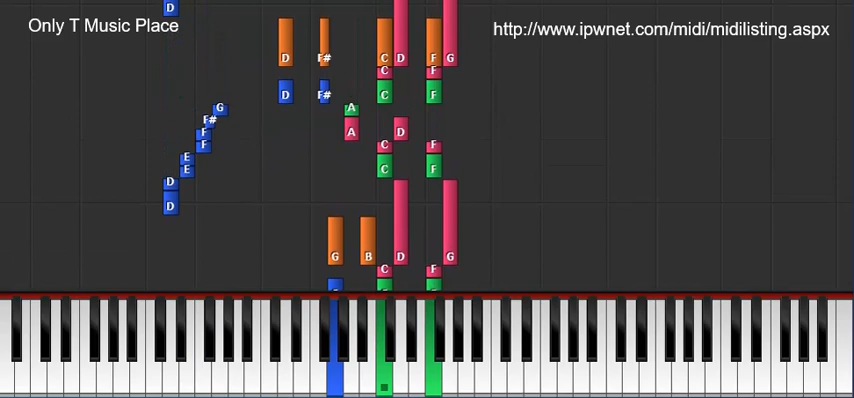 D
Only T Music Place http://www.ipwnet.com/midi/midilisting.aspx
D F# C D F G
C F
D F# C F
G A
F#
F A D
F C F
E
E C F
D
D
G B D G
C F
G C F